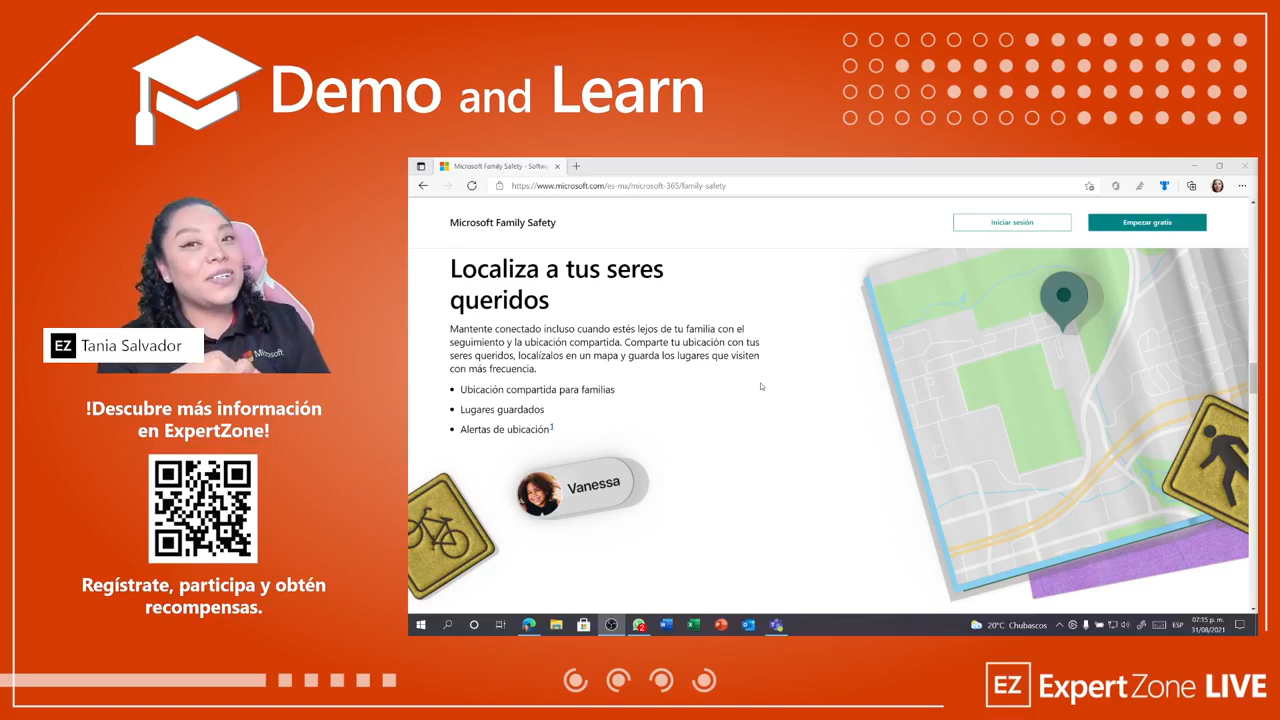 Demo and Learn
Microsoft Family Safety - Softwa
https://www.microsoft.com/es-mx/microsoft-365/family-safety
Microsoft Family Safety
Iniciar sesión
Empezar gratis
Localiza a tus seres
queridos
Mantente conectado incluso cuando estés lejos de tu familia con el
seguimiento y la ubicación compartida. Comparte tu ubicación con tus
seres queridos, localízalos en un mapa y guarda los lugares que visiten
con más frecuencia.
Ubicación compartida para familias
Lugares guardados
Alertas de ubicación1
Vanessa
Microsoft
EZ Tania Salvador
!Descubre más información
en ExpertZone!
Regístrate, participa y obtén
recompensas.
20°C Chubascos
ESP
07:15 p. m.
31/08/2021
EZ ExpertZone LIVE